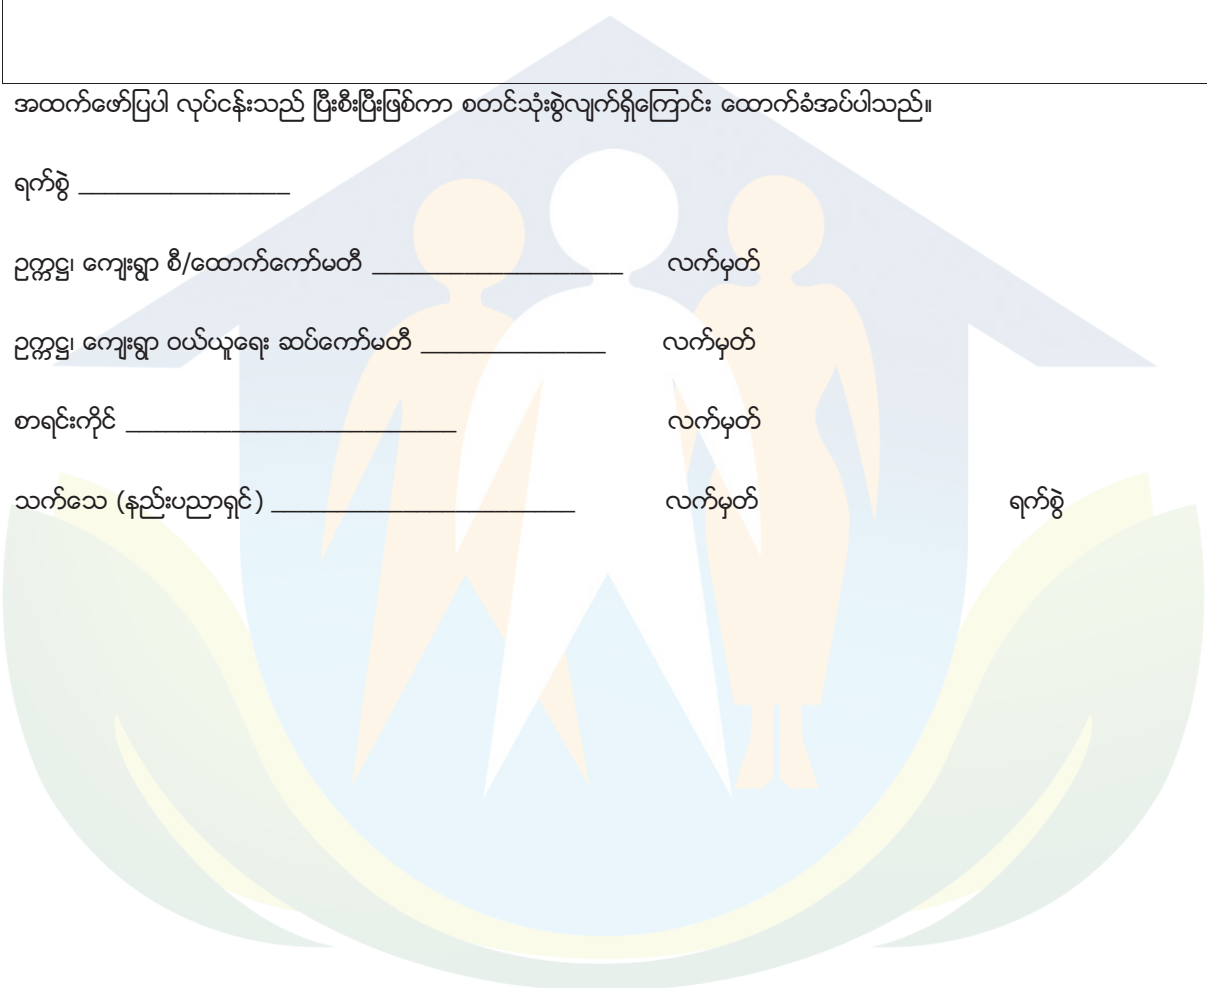 အထက်ဖော်ပြပါ လုပ်ငန်းသည် ပြီးစီးပြီးဖြစ်ကာ စတင်သုံးစွဲလျက်ရှိကြောင်း ထောက်ခံအပ်ပါသည်။
ရက်စွဲ ________________
ဥက္ကဋ္ဌ၊ ကျေးရွာ စီ/ထောက်ကော်မတီ ___________________ လက်မှတ်
ဥက္ကဋ္ဌ၊ ကျေးရွာ ဝယ်ယူရေး ဆပ်ကော်မတီ ______________ လက်မှတ်
စာရင်းကိုင် _________________________ လက်မှတ်
သက်သေ (နည်းပညာရှင်) _______________________ လက်မှတ် ရက်စွဲ